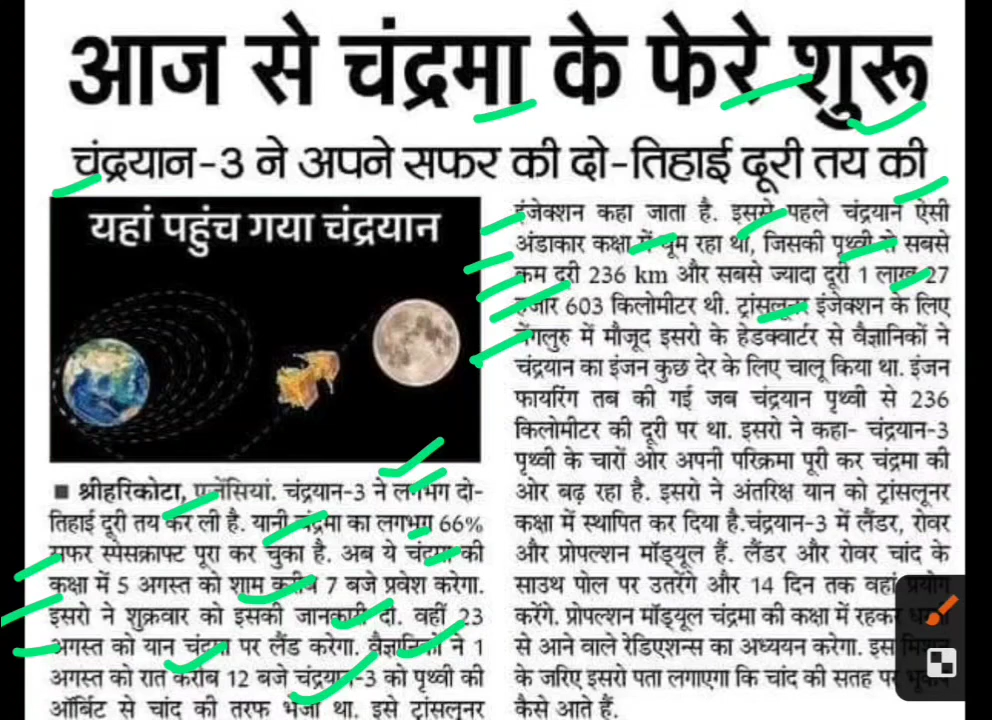 आज से चंद्रमा के फेरे शुरू
चंद्रयान-3 ने अपने सफर की दो-तिहाई दूरी तय की
यहां पहुंच गया चंद्रयान
■ श्रीहरिकोटा, एजेंसियां. चंद्रयान-3 ने लगभग दो-
तिहाई दूरी तय कर ली है. यानी चंद्रमा का लगभग 66%
सफर स्पेसक्राफ्ट पूरा कर चुका है. अब ये चंद्रमा की
कक्षा में 5 अगस्त को शाम करीब 7 बजे प्रवेश करेगा.
इसरो ने शुक्रवार को इसकी जानकारी दी. वहीं 23
अगस्त को यान चंद्रमा पर लैंड करेगा. वैज्ञानिकों ने 1
अगस्त को रात करीब 12 बजे चंद्रयान-3 को पृथ्वी की
ऑर्बिट से चांद की तरफ भेजा था. इसे ट्रांसलूनर
इंजेक्शन कहा जाता है. इससे पहले चंद्रयान ऐसी
अंडाकार कक्षा में घूम रहा था, जिसकी पृथ्वी से सबसे
कम दूरी 236 km और सबसे ज्यादा दूरी 1 लाख 27
हजार 603 किलोमीटर थी. ट्रांसलूनर इंजेक्शन के लिए
बेंगलुरु में मौजूद इसरो के हेडक्वार्टर से वैज्ञानिकों ने
चंद्रयान का इंजन कुछ देर के लिए चालू किया था. इंजन
फायरिंग तब की गई जब चंद्रयान पृथ्वी से 236
किलोमीटर की दूरी पर था. इसरो ने कहा- चंद्रयान-3
पृथ्वी के चारों ओर अपनी परिक्रमा पूरी कर चंद्रमा की
ओर बढ़ रहा है. इसरो ने अंतरिक्ष यान को ट्रांसलूनर
कक्षा में स्थापित कर दिया है.चंद्रयान-3 में लैंडर, रोवर
और प्रोपल्शन मॉड्यूल हैं. लैंडर और रोवर चांद के
साउथ पोल पर उतरेंगे और 14 दिन तक वहां प्रयोग
करेंगे. प्रोपल्शन मॉड्यूल चंद्रमा की कक्षा में रहकर
से आने वाले रेडिएशन्स का अध्ययन करेगा. इस मिशन
के जरिए इसरो पता लगाएगा कि चांद की सतह पर भूकंप
कैसे आते हैं.